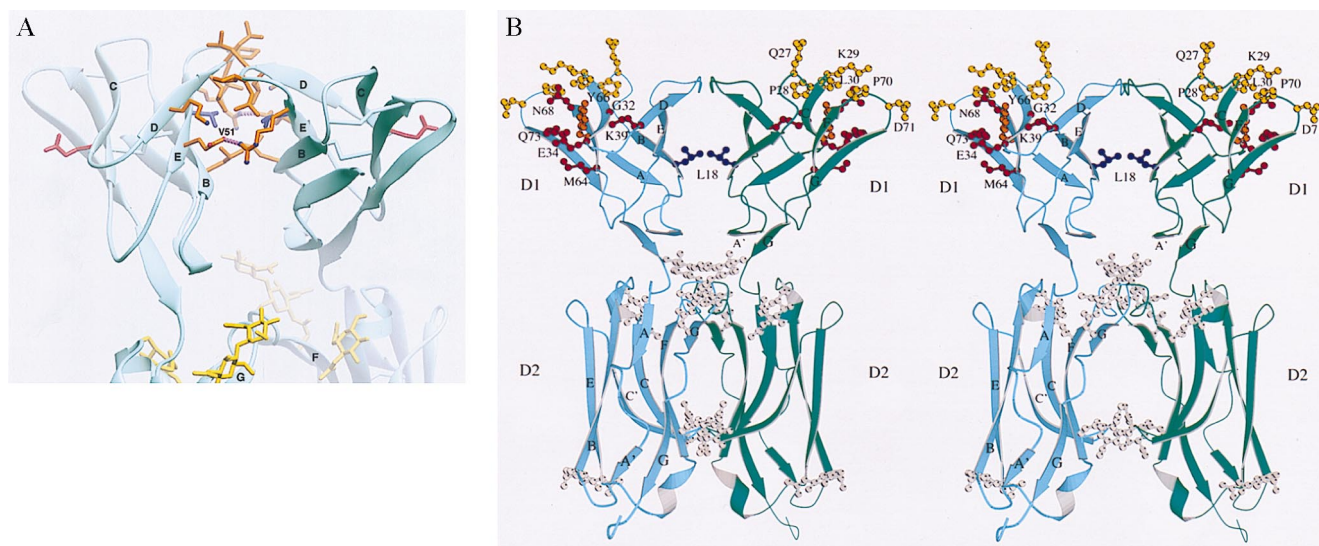 A
C
D
V51
D
E
E
B
B
C
G
F
B
Q27
K29
L30
P70
P28
Y66
G32
D
N68
K39
E
B
D71
Q73
E34
A
M64
L18
G
D1
D1
A'
G
A'
G
F
D2
E
C
C'
B
A'
G
D2
Q27
K29
L30
P70
P28
Y66
G32
D
N68
K39
E
B
D7
Q73
E34
A
M64
L18
G
D1
D1
A'
G
A
G
F
D2
E
C
C'
B
A'
G
D2